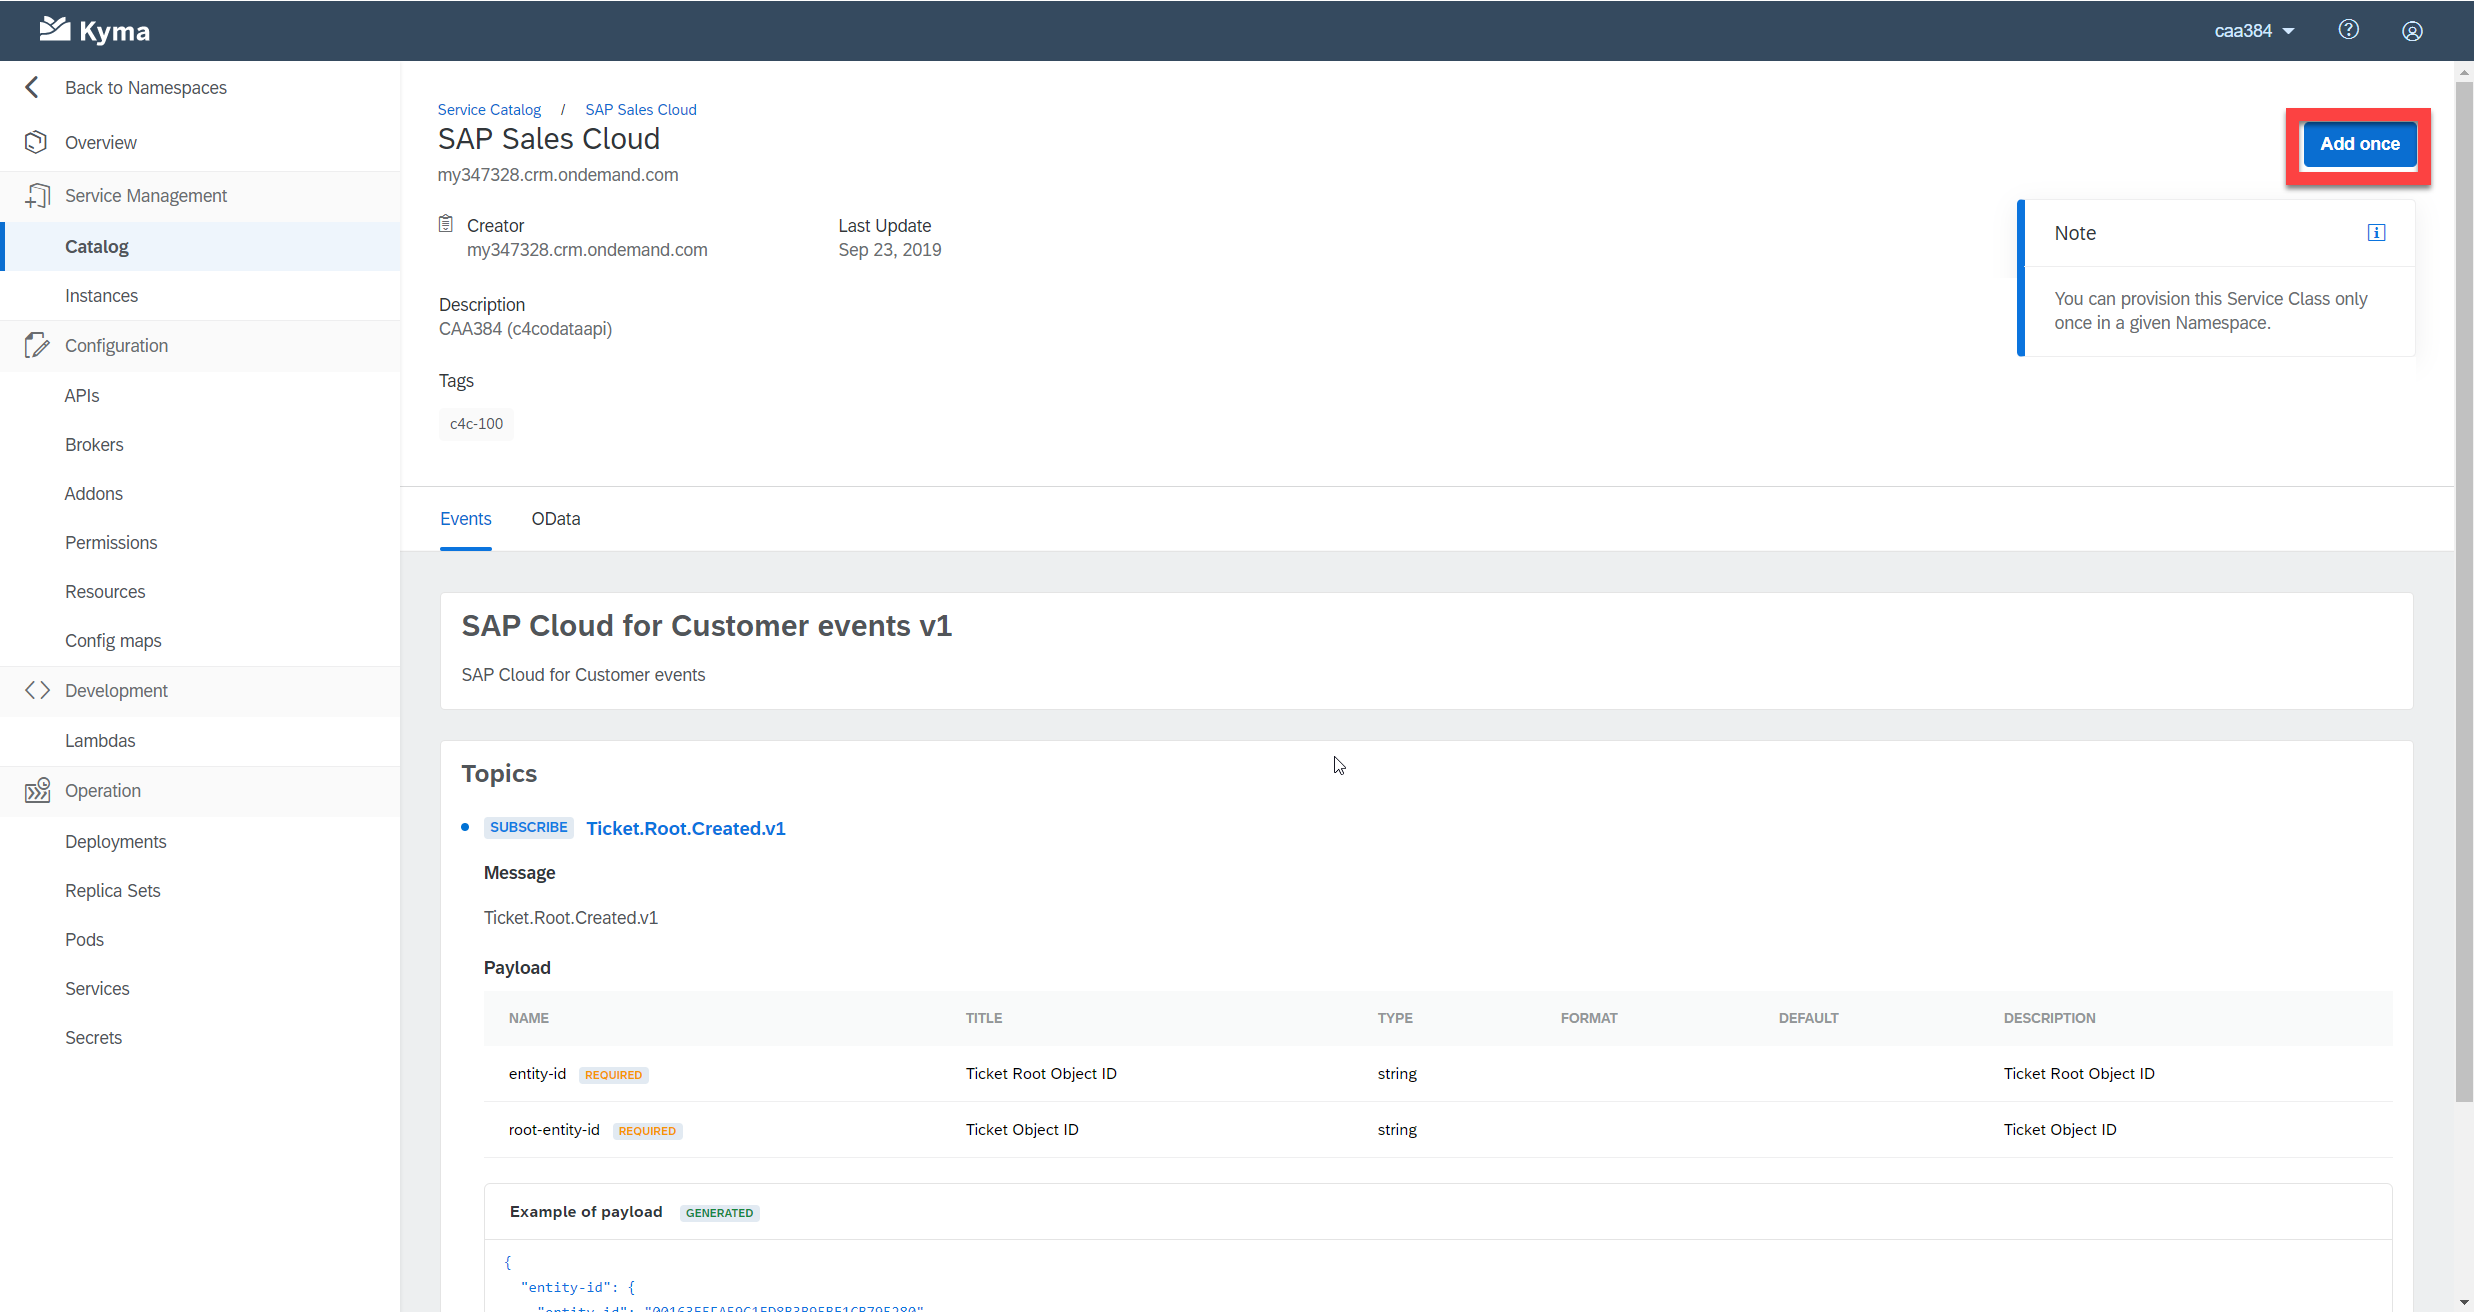 Kyma
caa384
Back to Namespaces
Overview
Service Management
Catalog
Instances
Configuration
APIs
Brokers
Addons
Permissions
Resources
Config maps
Development
Lambdas
Operation
Deployments
Replica Sets
Pods
Services
Secrets
Service Catalog / SAP Sales Cloud
SAP Sales Cloud
my347328.crm.ondemand.com
Add once
Creator
my347328.crm.ondemand.com
Last Update
Sep 23, 2019
Note
You can provision this Service Class only
once in a given Namespace.
Description
CAA384 (c4codataapi)
Tags
c4c-100
Events OData
SAP Cloud for Customer events v1
SAP Cloud for Customer events
Topics
SUBSCRIBE Ticket.Root.Created.v1
Message
Ticket.Root.Created.v1
Payload
NAME TITLE TYPE FORMAT DEFAULT DESCRIPTION
entity-id REQUIRED Ticket Root Object ID string Ticket Root Object ID
root-entity-id REQUIRED Ticket Object ID string Ticket Object ID
Example of payload GENERATED
{
"entity-id": {